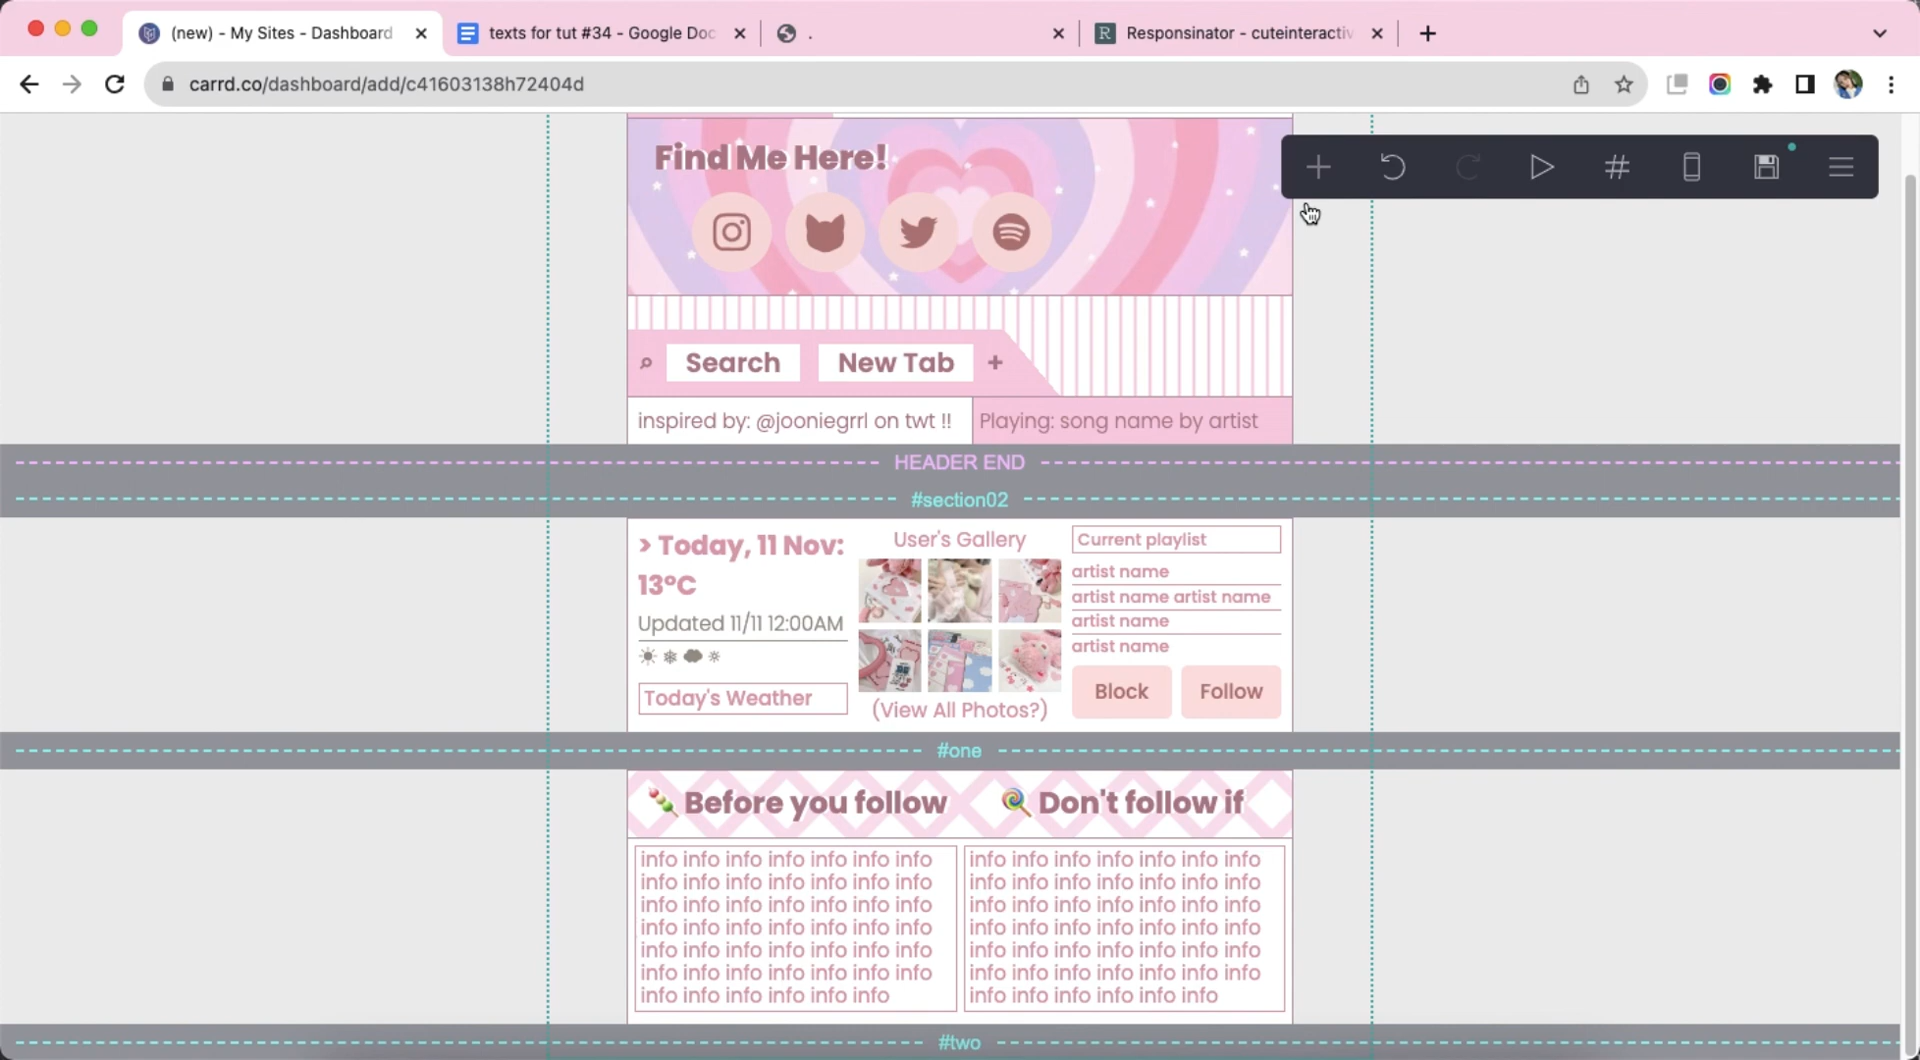 (new) - My Sites - Dashboard
texts for tut #34 - Google Doc
.
Responsinator - cuteinteractiv
carrd.co/dashboard/add/c41603138h72404d
Find Me Here!
Search
New Tab
+
inspired by: @jooniegrrl on twt !!
Playing: song name by artist
HEADER END
#section02
> Today, 11 Nov:
13°C
Updated 11/11 12:00AM
Today's Weather
User's Gallery
(View All Photos?)
Current playlist
artist name
artist name artist name
artist name
artist name
Block
Follow
#one
Before you follow
Don't follow if
info info info info info info info
info info info info info info info
info info info info info info info
info info info info info info info
info info info info info info info
info info info info info info info
info info info info info info
info info info info info info info
info info info info info info info
info info info info info info info
info info info info info info info
info info info info info info info
info info info info info info info
info info info info info info
#two